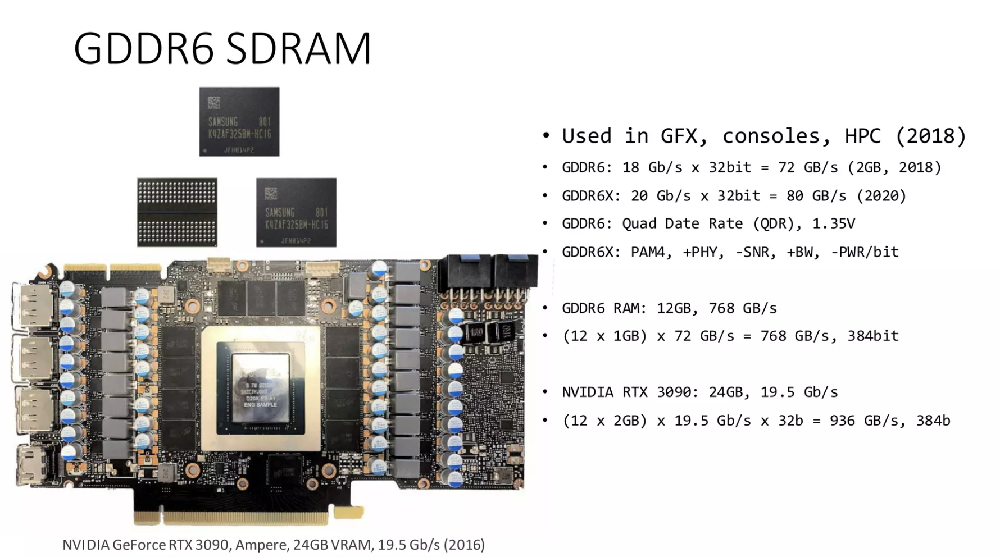 GDDR6 SDRAM
SAMSUNG 801
K4ZAF325BM-HC16
JFH814P2
SAMSUNG 801
K4ZAF325BM-HC16
JFH814P2
D20X-ES-A1
ENG SAMPLE
NVIDIA GeForce RTX 3090, Ampere, 24GB VRAM, 19.5 Gb/s (2016)
• Used in GFX, consoles, HPC (2018)
• GDDR6: 18 Gb/s x 32bit = 72 GB/s (2GB, 2018)
• GDDR6X: 20 Gb/s x 32bit = 80 GB/s (2020)
• GDDR6: Quad Date Rate (QDR), 1.35V
• GDDR6X: PAM4, +PHY, -SNR, +BW, -PWR/bit
• GDDR6 RAM: 12GB, 768 GB/s
• (12 x 1GB) x 72 GB/s = 768 GB/s, 384bit
• NVIDIA RTX 3090: 24GB, 19.5 Gb/s
• (12 x 2GB) x 19.5 Gb/s x 32b = 936 GB/s, 384b